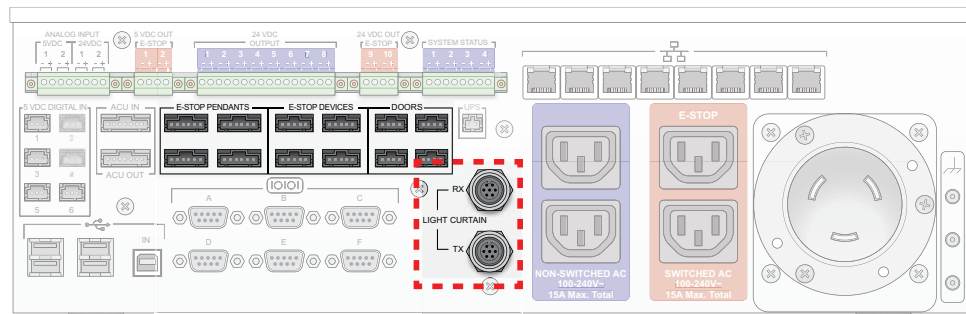 ANALOG INPUT
5VDC 24VDC
1 2 1 2
- + - +
5 VDC OUT
E-STOP
1 2
- + - +
24 VDC
OUTPUT
1 2 3 4 5 6 7 8
- + - + - + - + - + - + - + - +
24 VDC OUT
E-STOP
9 10
- + - +
SYSTEM STATUS
1 2 3 4
- + - + - + - +
5 VDC DIGITAL IN
1 2
3 4
5 6
ACU IN
ACU OUT
E-STOP PENDANTS
E-STOP DEVICES
DOORS
UPS
IOIOI
A B C
D E F
IN
RX
LIGHT CURTAIN
TX
NON-SWITCHED AC
100-240V~
15A Max. Total
E-STOP
SWITCHED AC
100-240V~
15A Max. Total